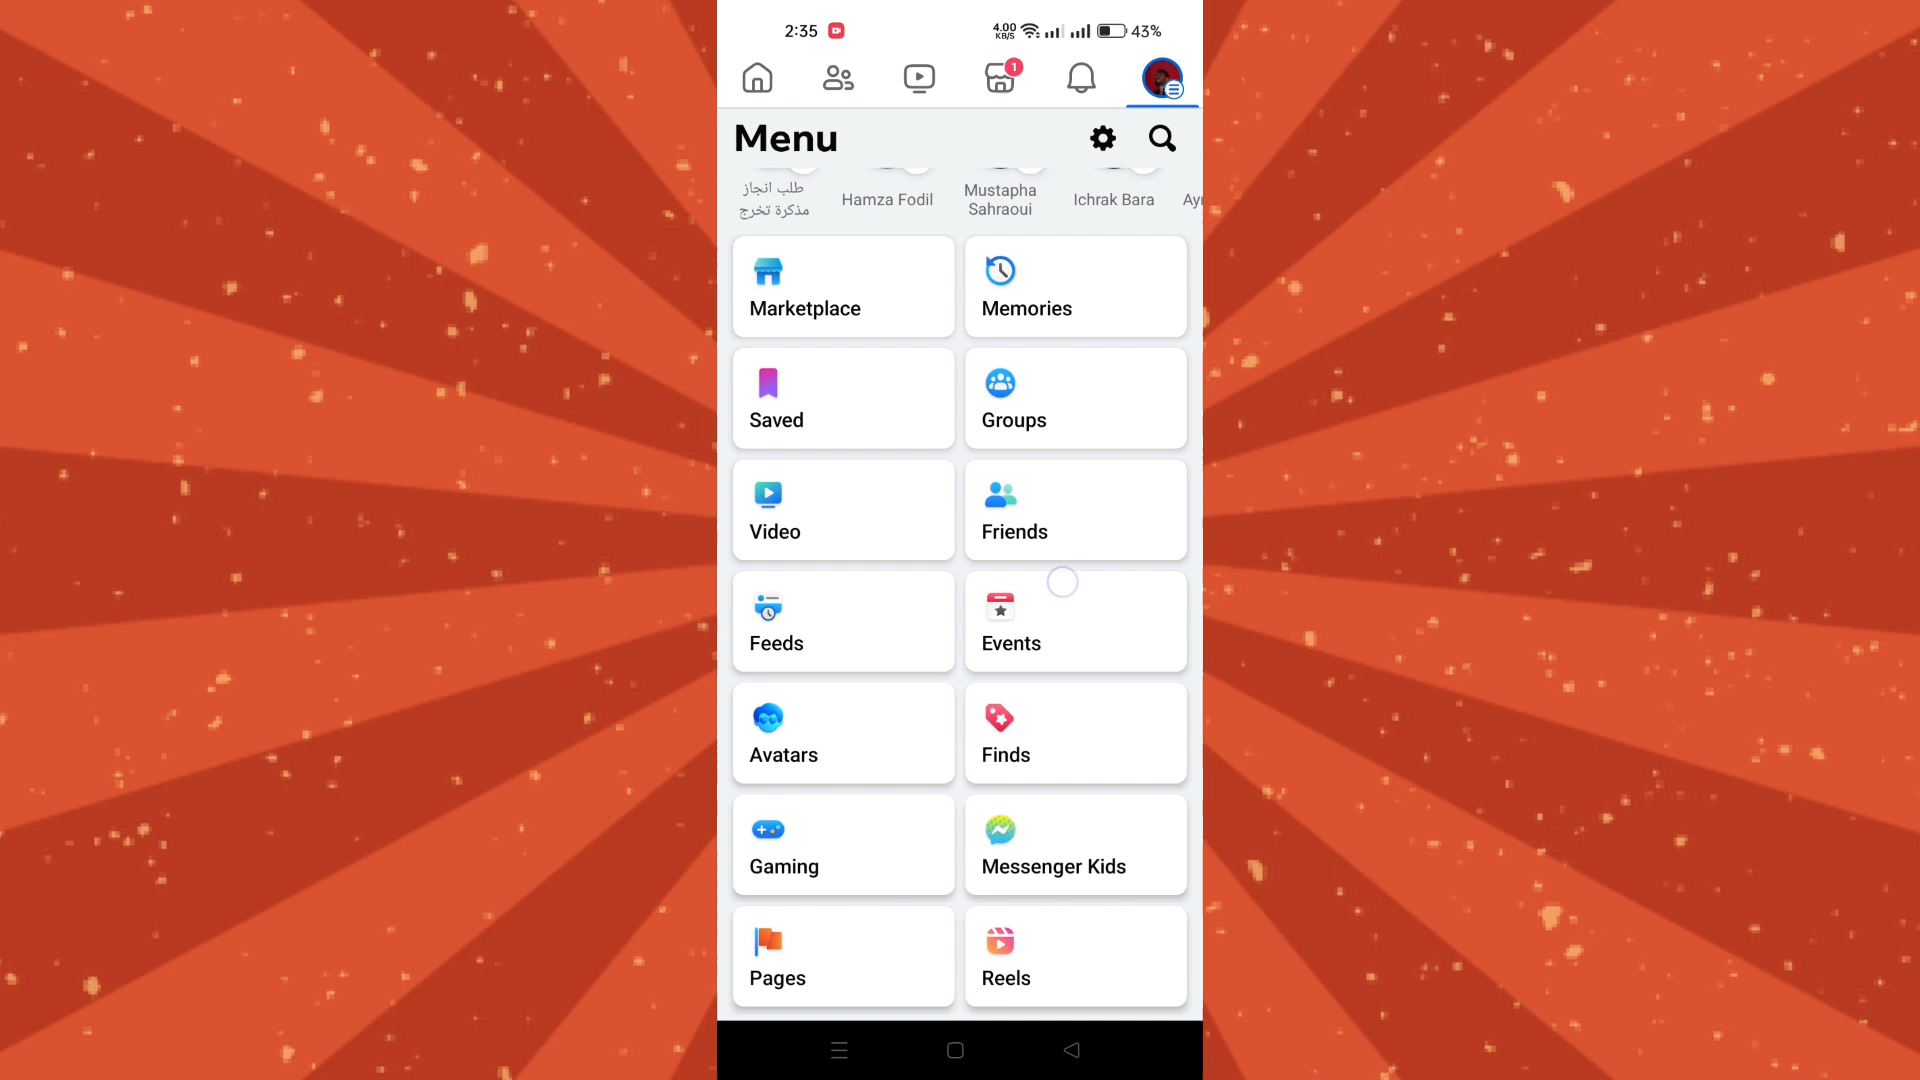 2:35
4.00
KB/S
43%
1
Menu
طلب انجاز
مذكرة تخرج
Hamza Fodil
Mustapha
Sahraoui
Ichrak Bara
Marketplace
Memories
Saved
Groups
Video
Friends
Feeds
Events
Avatars
Finds
Gaming
Messenger Kids
Pages
Reels